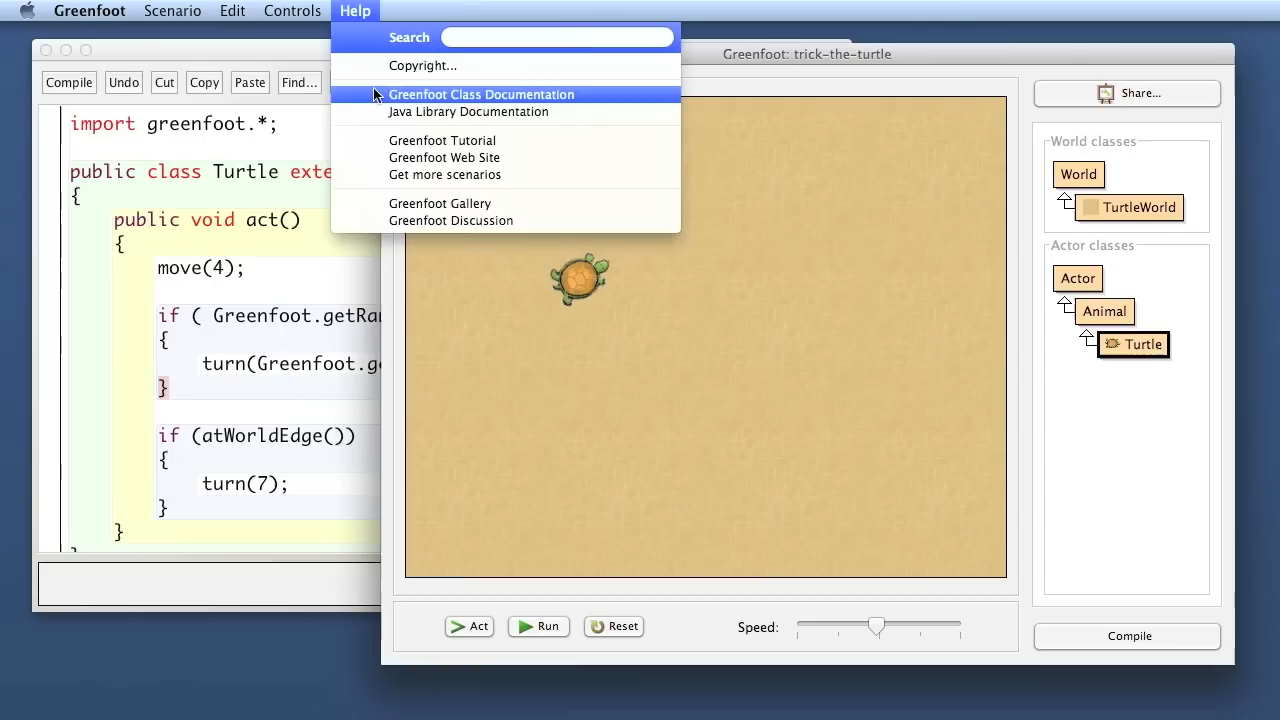 Greenfoot Scenario Edit Controls Help
Search
Copyright...
Greenfoot Class Documentation
Java Library Documentation
Greenfoot Tutorial
Greenfoot Web Site
Get more scenarios
Greenfoot Gallery
Greenfoot Discussion
Compile Undo Cut Copy Paste Find...
import greenfoot.*;
public class Turtle exte
{
public void act()
{
move(4);
if ( Greenfoot.getRa
{
turn(Greenfoot.g
}
if (atWorldEdge())
{
turn(7);
}
}
Greenfoot: trick-the-turtle
Share...
World classes
World
TurtleWorld
Actor classes
Actor
Animal
Turtle
Act Run Reset Speed:
Compile